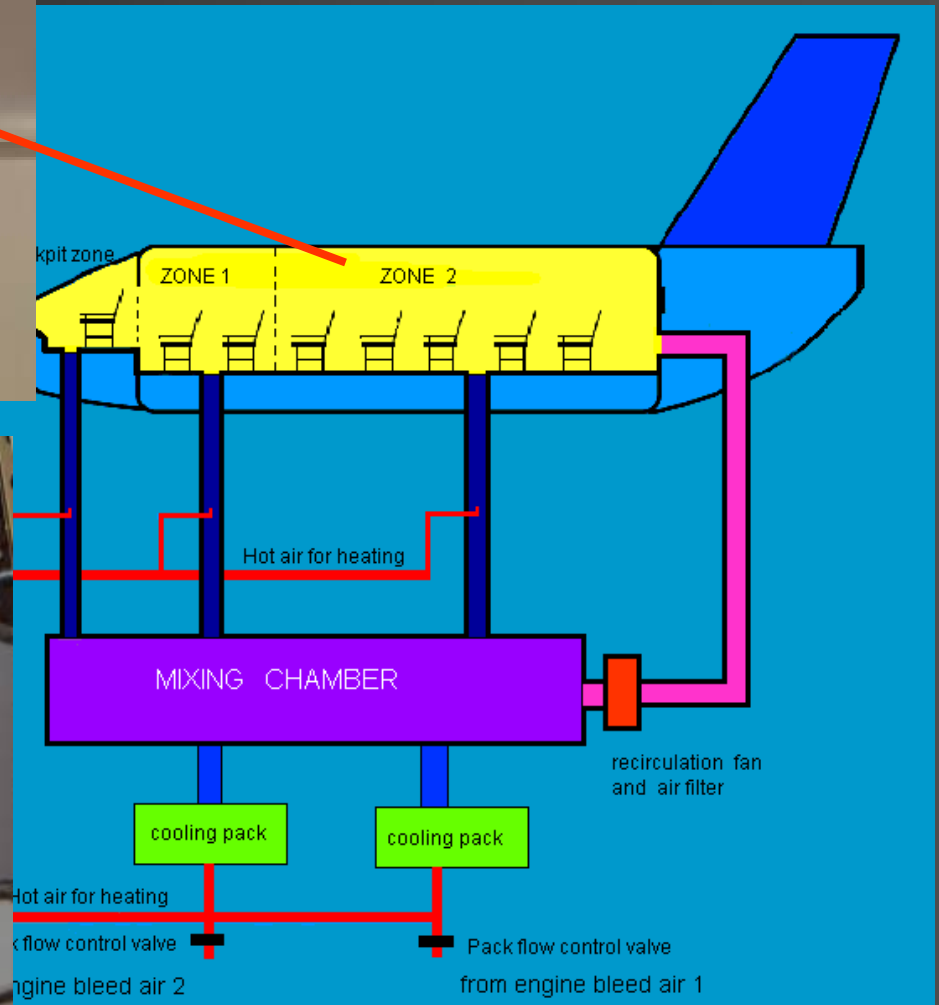 kpit zone
ZONE 1
ZONE 2
Hot air for heating
MIXING CHAMBER
recirculation fan
and air filter
cooling pack
cooling pack
Hot air for heating
k flow control valve
Pack flow control valve
ngine bleed air 2
from engine bleed air 1